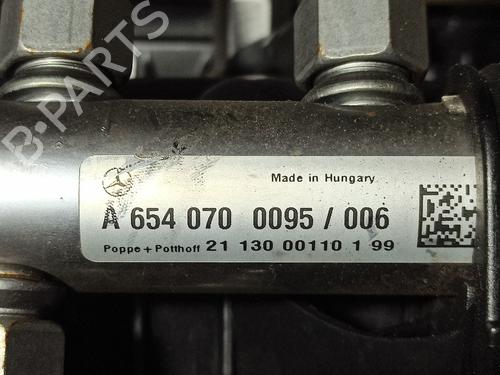 B-PARTS
Made in Hungary
A 654 070 0095 / 006
Poppe + Potthoff 21 130 00110 1 99